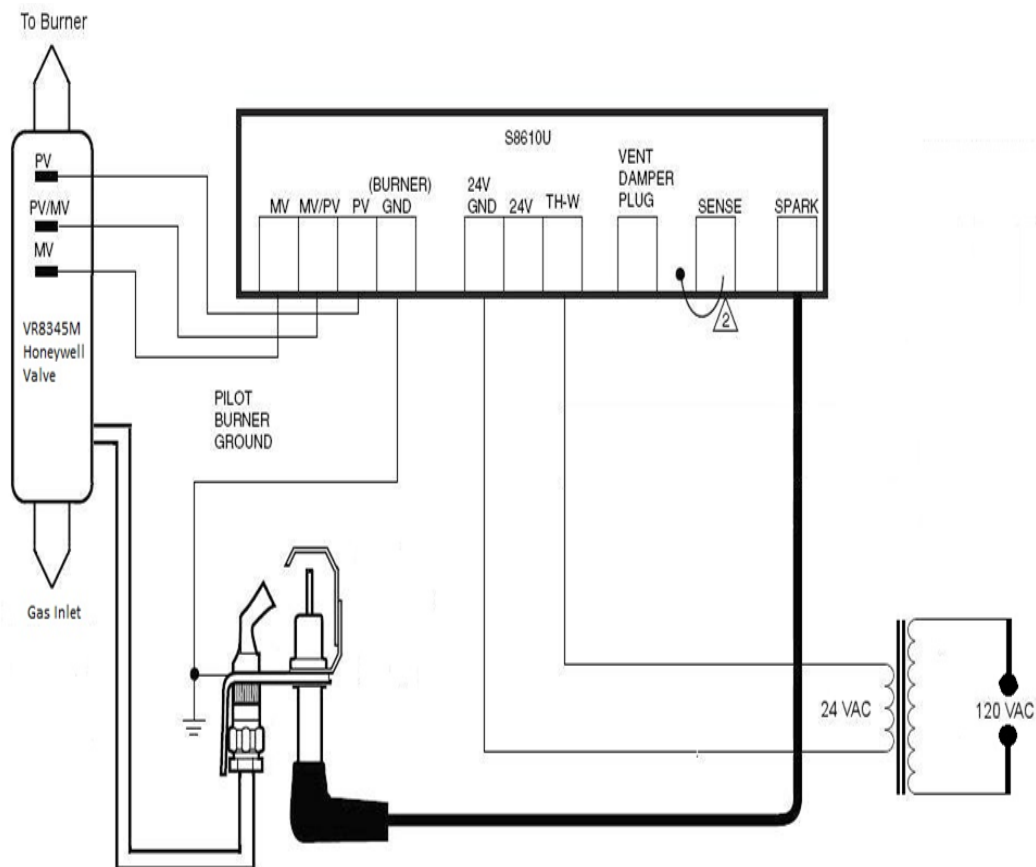 To Burner
S8610U
PV
PV/MV
MV
VR8345M
Honeywell
Valve
Gas Inlet
MV
MV/PV
PV
(BURNER)
GND
24V
GND
24V
TH-W
VENT
DAMPER
PLUG
SENSE
SPARK
2
PILOT
BURNER
GROUND
24 VAC
120 VAC